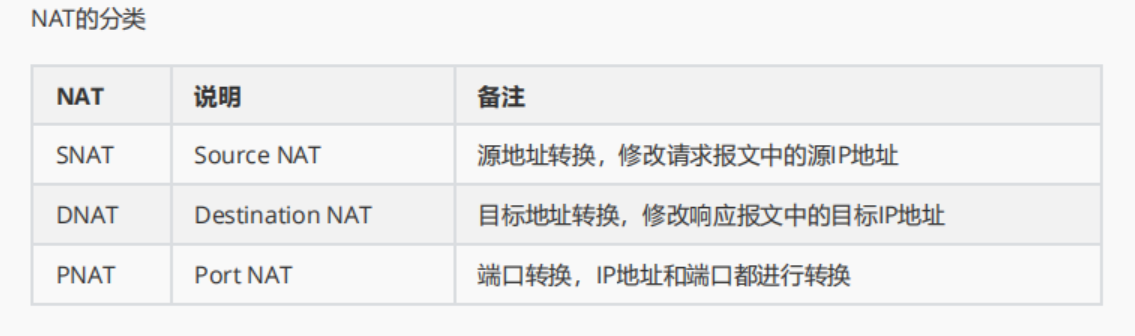 NAT的分类
NAT 说明 备注
SNAT Source NAT 源地址转换，修改请求报文中的源IP地址
DNAT Destination NAT 目标地址转换，修改响应报文中的目标IP地址
PNAT Port NAT 端口转换，IP地址和端口都进行转换